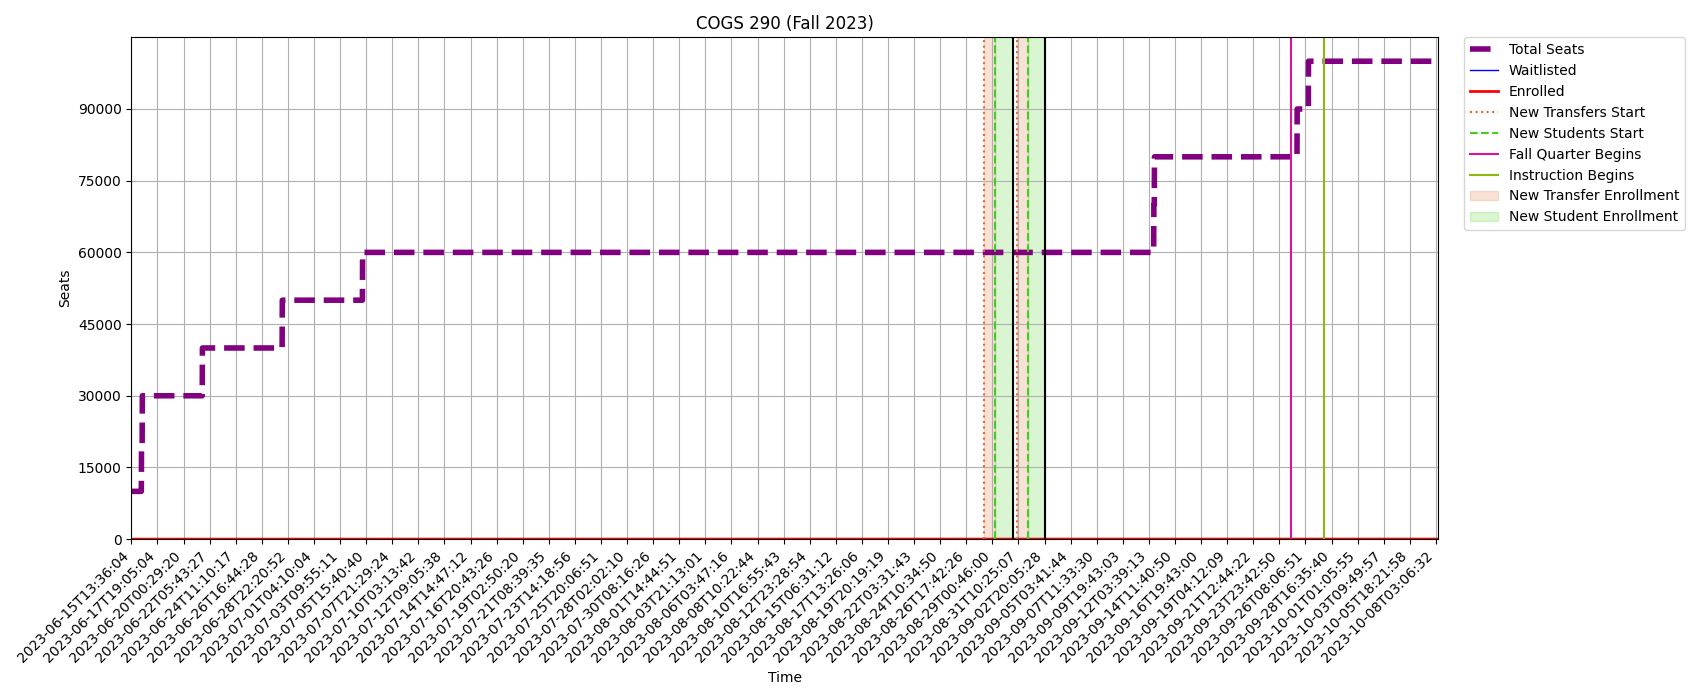 COGS 290 (Fall 2023)
Total Seats
Waitlisted
Enrolled
New Transfers Start
New Students Start
Fall Quarter Begins
Instruction Begins
New Transfer Enrollment
New Student Enrollment
Seats
90000
75000
60000
45000
30000
15000
0
2023-06-15T13:36:04
2023-06-17T19:05:04
2023-06-20T00:29:20
2023-06-22T05:43:27
2023-06-24T11:10:17
2023-06-26T16:44:28
2023-06-28T22:20:52
2023-07-01T04:10:04
2023-07-03T09:55:11
2023-07-05T15:40:40
2023-07-07T21:29:24
2023-07-10T03:13:42
2023-07-12T09:05:38
2023-07-14T14:47:12
2023-07-16T20:43:26
2023-07-19T02:50:20
2023-07-21T08:39:35
2023-07-23T14:18:56
2023-07-25T20:06:51
2023-07-28T02:02:10
2023-07-30T08:16:26
2023-08-01T14:44:51
2023-08-03T21:13:01
2023-08-06T03:47:16
2023-08-08T10:22:44
2023-08-10T16:55:43
2023-08-12T23:28:54
2023-08-15T06:31:12
2023-08-17T13:26:06
2023-08-19T20:19:19
2023-08-22T03:31:43
2023-08-24T10:34:50
2023-08-26T17:42:26
2023-08-29T00:46:00
2023-08-31T10:25:07
2023-09-02T20:05:28
2023-09-05T03:41:44
2023-09-07T11:33:30
2023-09-09T19:43:03
2023-09-12T03:39:13
2023-09-14T11:40:50
2023-09-16T19:43:00
2023-09-19T04:12:09
2023-09-21T12:44:22
2023-09-23T23:42:50
2023-09-26T08:06:51
2023-09-28T16:35:40
2023-10-01T01:05:55
2023-10-03T09:49:57
2023-10-05T18:21:58
2023-10-08T03:06:32
Time